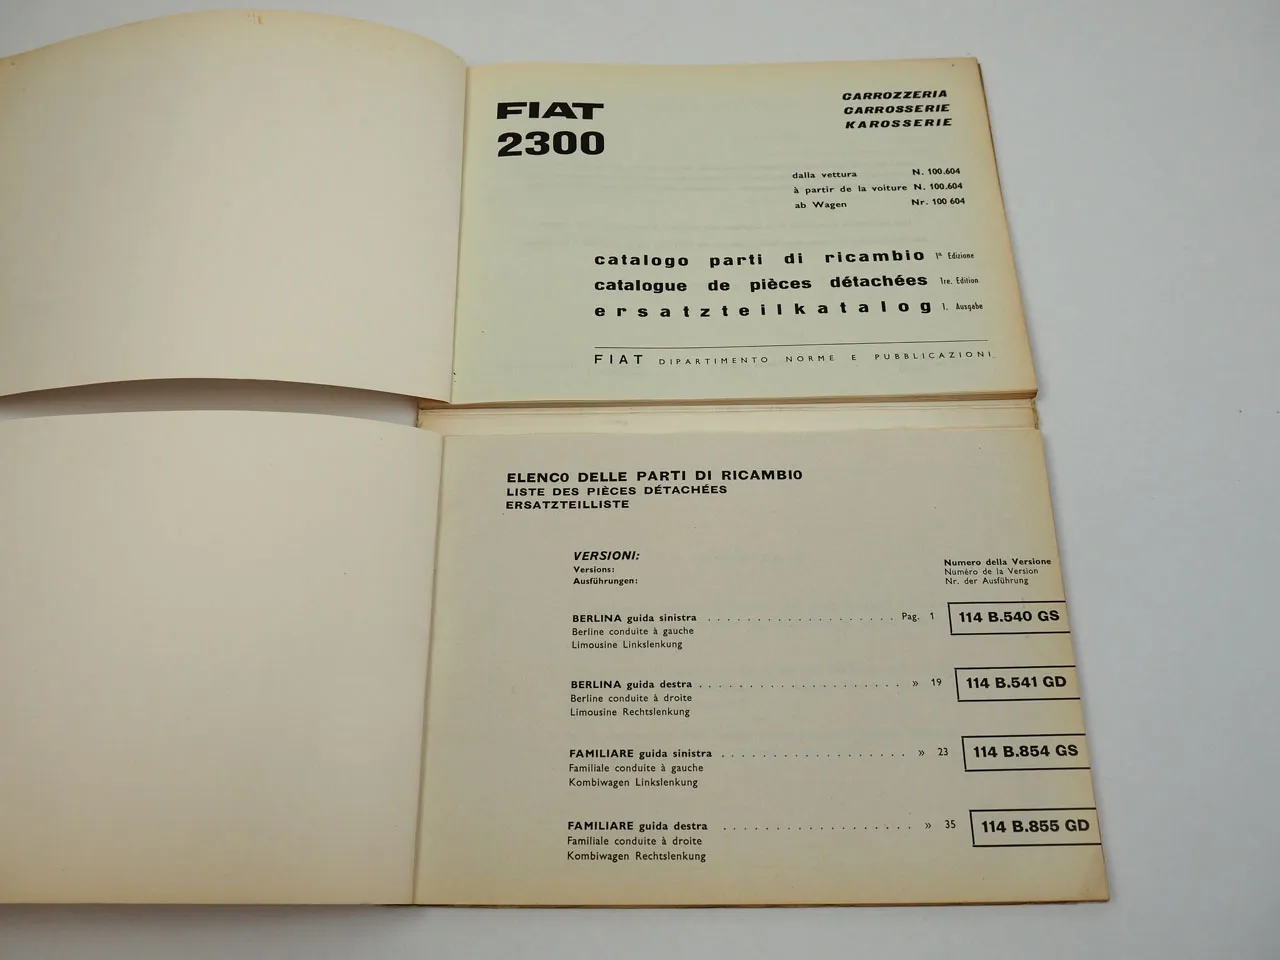 FIAT
2300
CARROZZERIA
CARROSSERIE
KAROSSERIE
dalla vettura N. 100.604
à partir de la voiture N. 100.604
ab Wagen Nr. 100 604
catalogo parti di ricambio 1ª Edizione
catalogue de pièces détachées 1re. Edition
ersatzteilkatalog 1. Ausgabe
FIAT DIPARTIMENTO NORME E PUBBLICAZIONI
ELENCO DELLE PARTI DI RICAMBIO
LISTE DES PIÈCES DÉTACHÉES
ERSATZTEILLISTE
VERSIONI:
Versions:
Ausführungen:
Numero della Versione
Numéro de la Version
Nr. der Ausführung
BERLINA guida sinistra . . . . . . . . . . . . . . . . . . Pag. 1 114 B.540 GS
Berline conduite à gauche
Limousine Linkslenkung
BERLINA guida destra . . . . . . . . . . . . . . . . . . . » 19 114 B.541 GD
Berline conduite à droite
Limousine Rechtslenkung
FAMILIARE guida sinistra . . . . . . . . . . . . . . . . . . » 23 114 B.854 GS
Familiale conduite à gauche
Kombiwagen Linkslenkung
FAMILIARE guida destra . . . . . . . . . . . . . . . . . . » 35 114 B.855 GD
Familiale conduite à droite
Kombiwagen Rechtslenkung